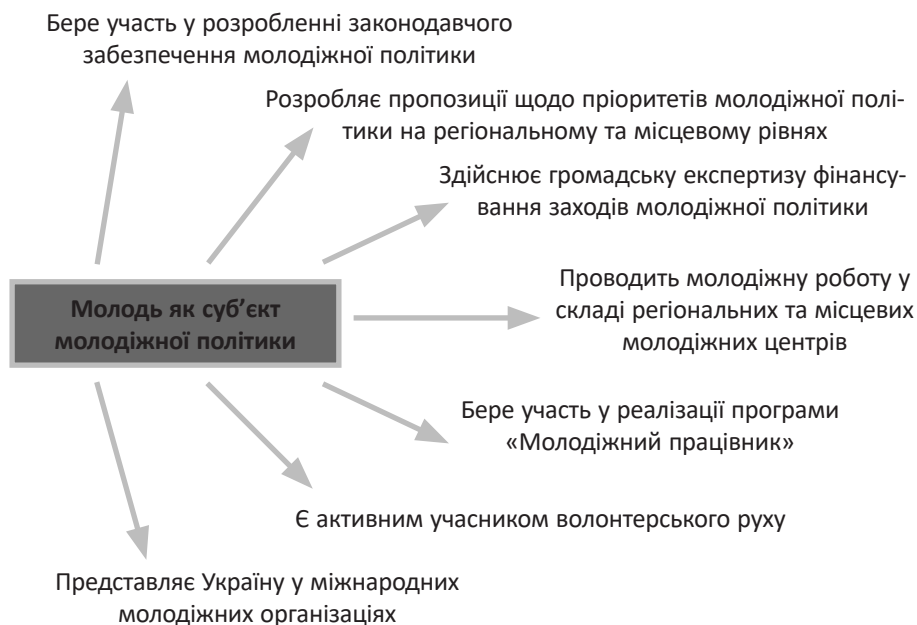 Бере участь у розробленні законодавчого
забезпечення молодіжної політики
Розробляє пропозиції щодо пріоритетів молодіжної полі-
тики на регіональному та місцевому рівнях
Здійснює громадську експертизу фінансу-
вання заходів молодіжної політики
Молодь як суб’єкт
молодіжної політики
Проводить молодіжну роботу у
складі регіональних та місцевих
молодіжних центрів
Бере участь у реалізації програми
«Молодіжний працівник»
Є активним учасником волонтерського руху
Представляє Україну у міжнародних
молодіжних організаціях